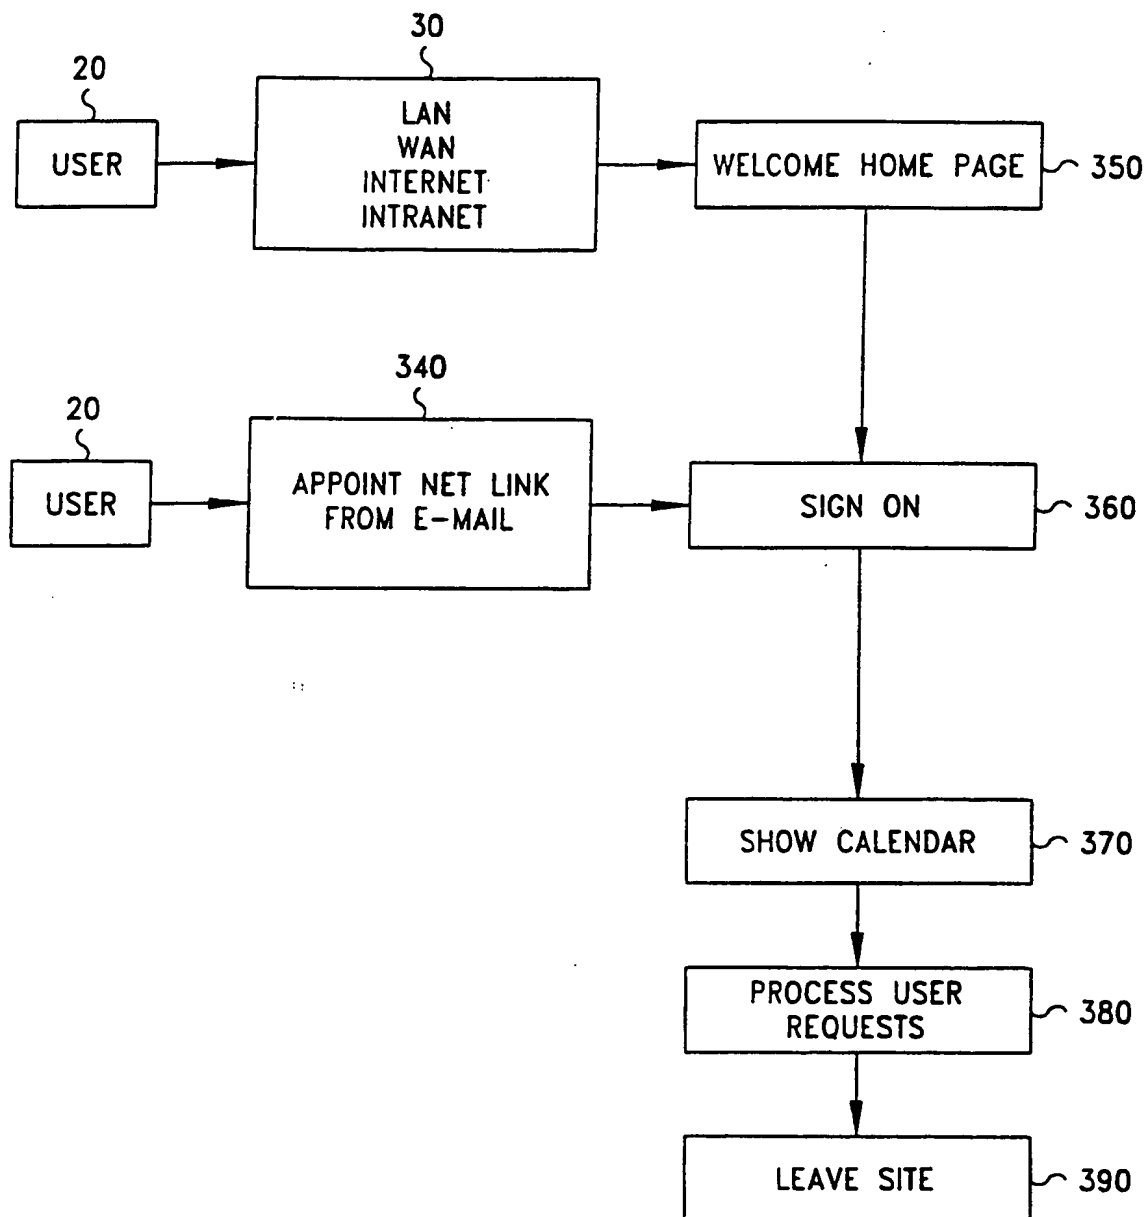 30
20
LAN
WAN
INTERNET
INTRANET
USER
WELCOME HOME PAGE
350
340
20
APPOINT NET LINK
FROM E-MAIL
USER
SIGN ON
360
SHOW CALENDAR
370
PROCESS USER
REQUESTS
380
LEAVE SITE
390